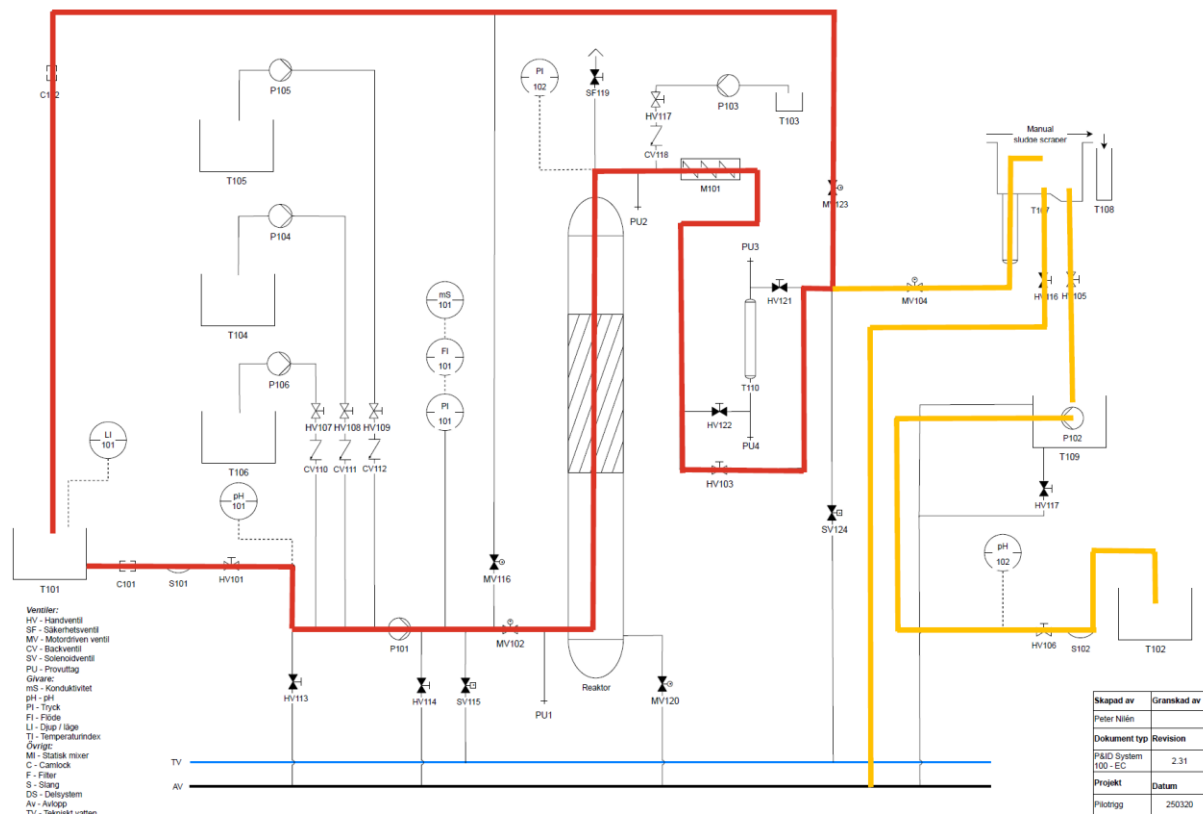 C102
P105
T105
P104
T104
P106
T106
HV107
HV108
HV109
CV110
CV111
CV112
LI
101
pH
101
mS
101
FI
101
PI
101
PI
102
SF119
HV117
CV118
P103
T103
M101
PU2
MV123
PU3
HV121
T110
HV122
PU4
HV103
MV104
Manual
sludge scraper
T107
T108
HV116
HV105
P102
T109
HV117
SV124
pH
102
HV106
S102
T102
T101
C101
S101
HV101
MV116
P101
MV102
Reaktor
HV113
HV114
SV115
PU1
MV120
TV
AV
Ventiler:
HV - Handventil
SF - Säkerhetsventil
MV - Motordriven ventil
CV - Backventil
SV - Solenoidventil
PU - Provuttag
Givare:
mS - Konduktivitet
pH - pH
PI - Tryck
FI - Flöde
LI - Djup / läge
TI - Temperaturindex
Övrigt:
MI - Statisk mixer
C - Camlock
F - Filter
S - Slang
DS - Delsystem
Av - Avlopp
TV - Tekniskt vatten
Skapad av Granskad av
Peter Nilén
Dokument typ Revision
P&ID System
100 - EC
2.31
Projekt Datum
Pilotrigg 250320